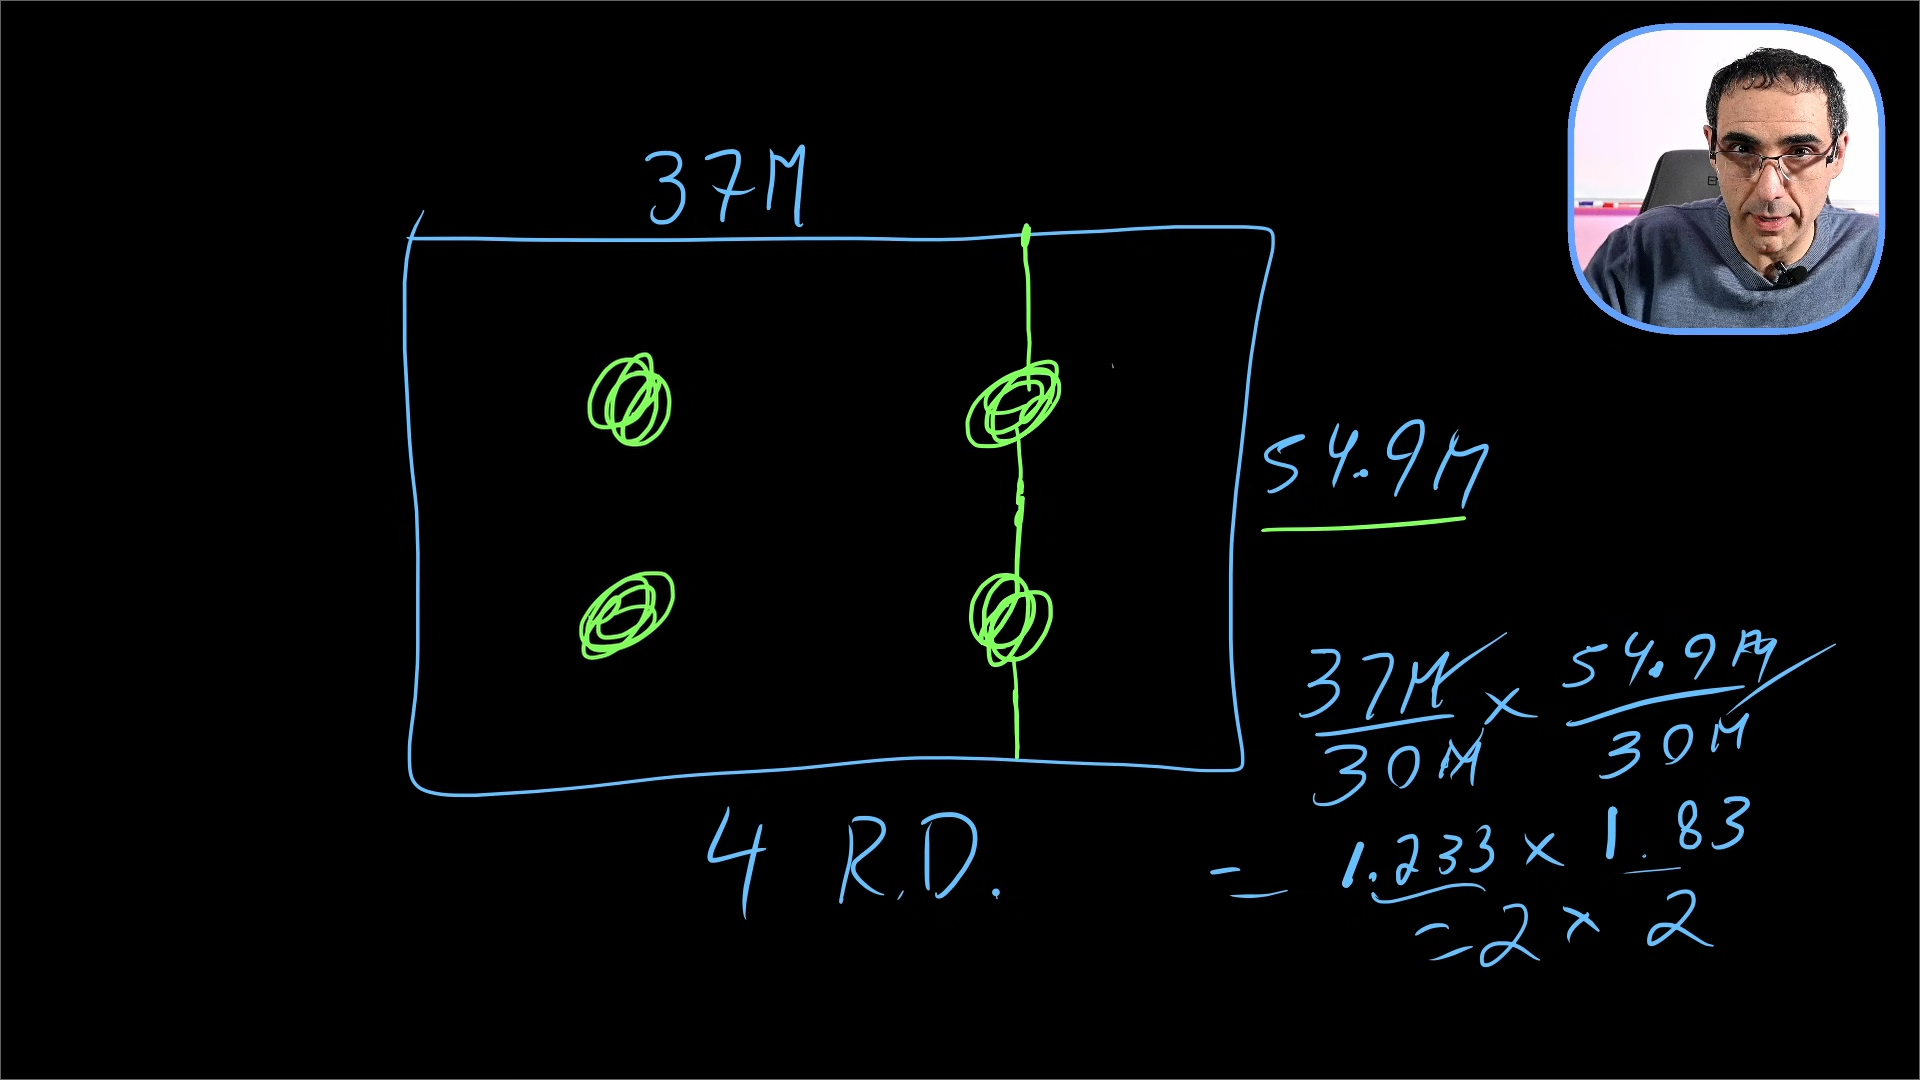 37M
54.9M
37M/30M × 54.9M/30M
= 1.233 × 1.83
= 2 × 2
4 R.D.